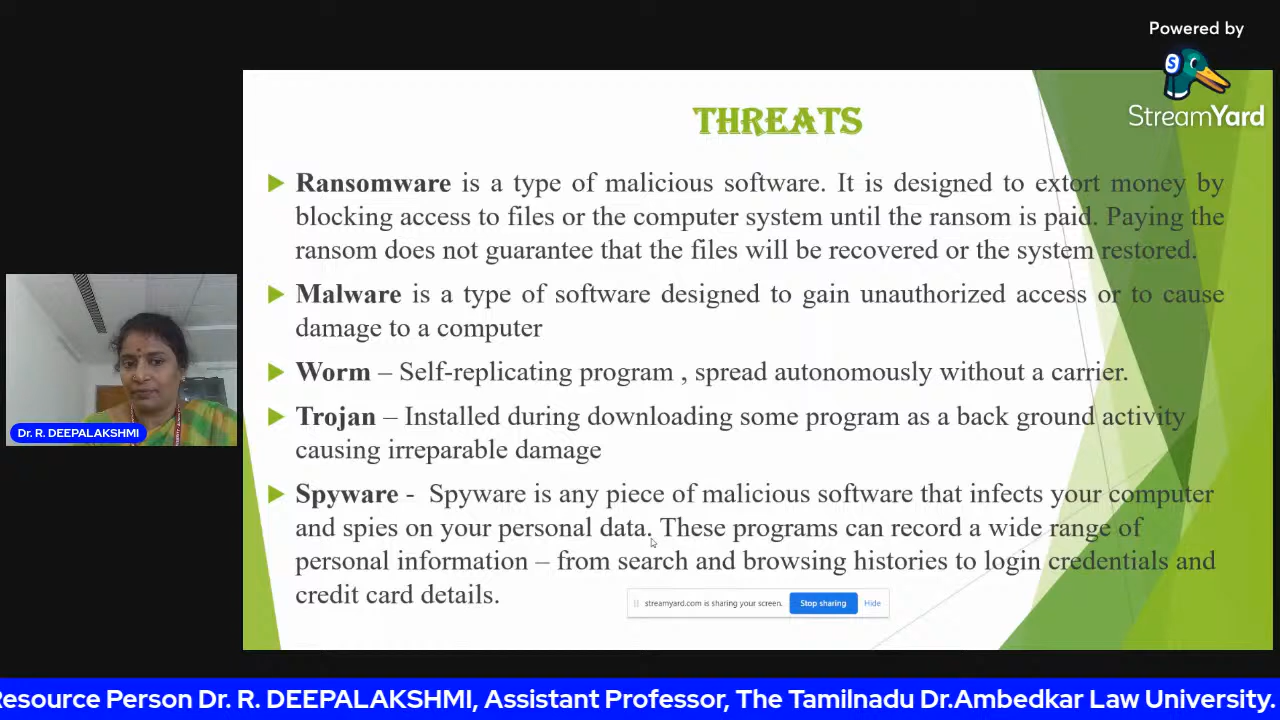 Powered by
StreamYard
THREATS
Ransomware is a type of malicious software. It is designed to extort money by
blocking access to files or the computer system until the ransom is paid. Paying the
ransom does not guarantee that the files will be recovered or the system restored.
Malware is a type of software designed to gain unauthorized access or to cause
damage to a computer
Worm – Self-replicating program , spread autonomously without a carrier.
Trojan – Installed during downloading some program as a back ground activity
causing irreparable damage
Spyware - Spyware is any piece of malicious software that infects your computer
and spies on your personal data. These programs can record a wide range of
personal information – from search and browsing histories to login credentials and
credit card details.
streamyard.com is sharing your screen. Stop sharing Hide
Dr. R. DEEPALAKSHMI
Resource Person Dr. R. DEEPALAKSHMI, Assistant Professor, The Tamilnadu Dr.Ambedkar Law University.